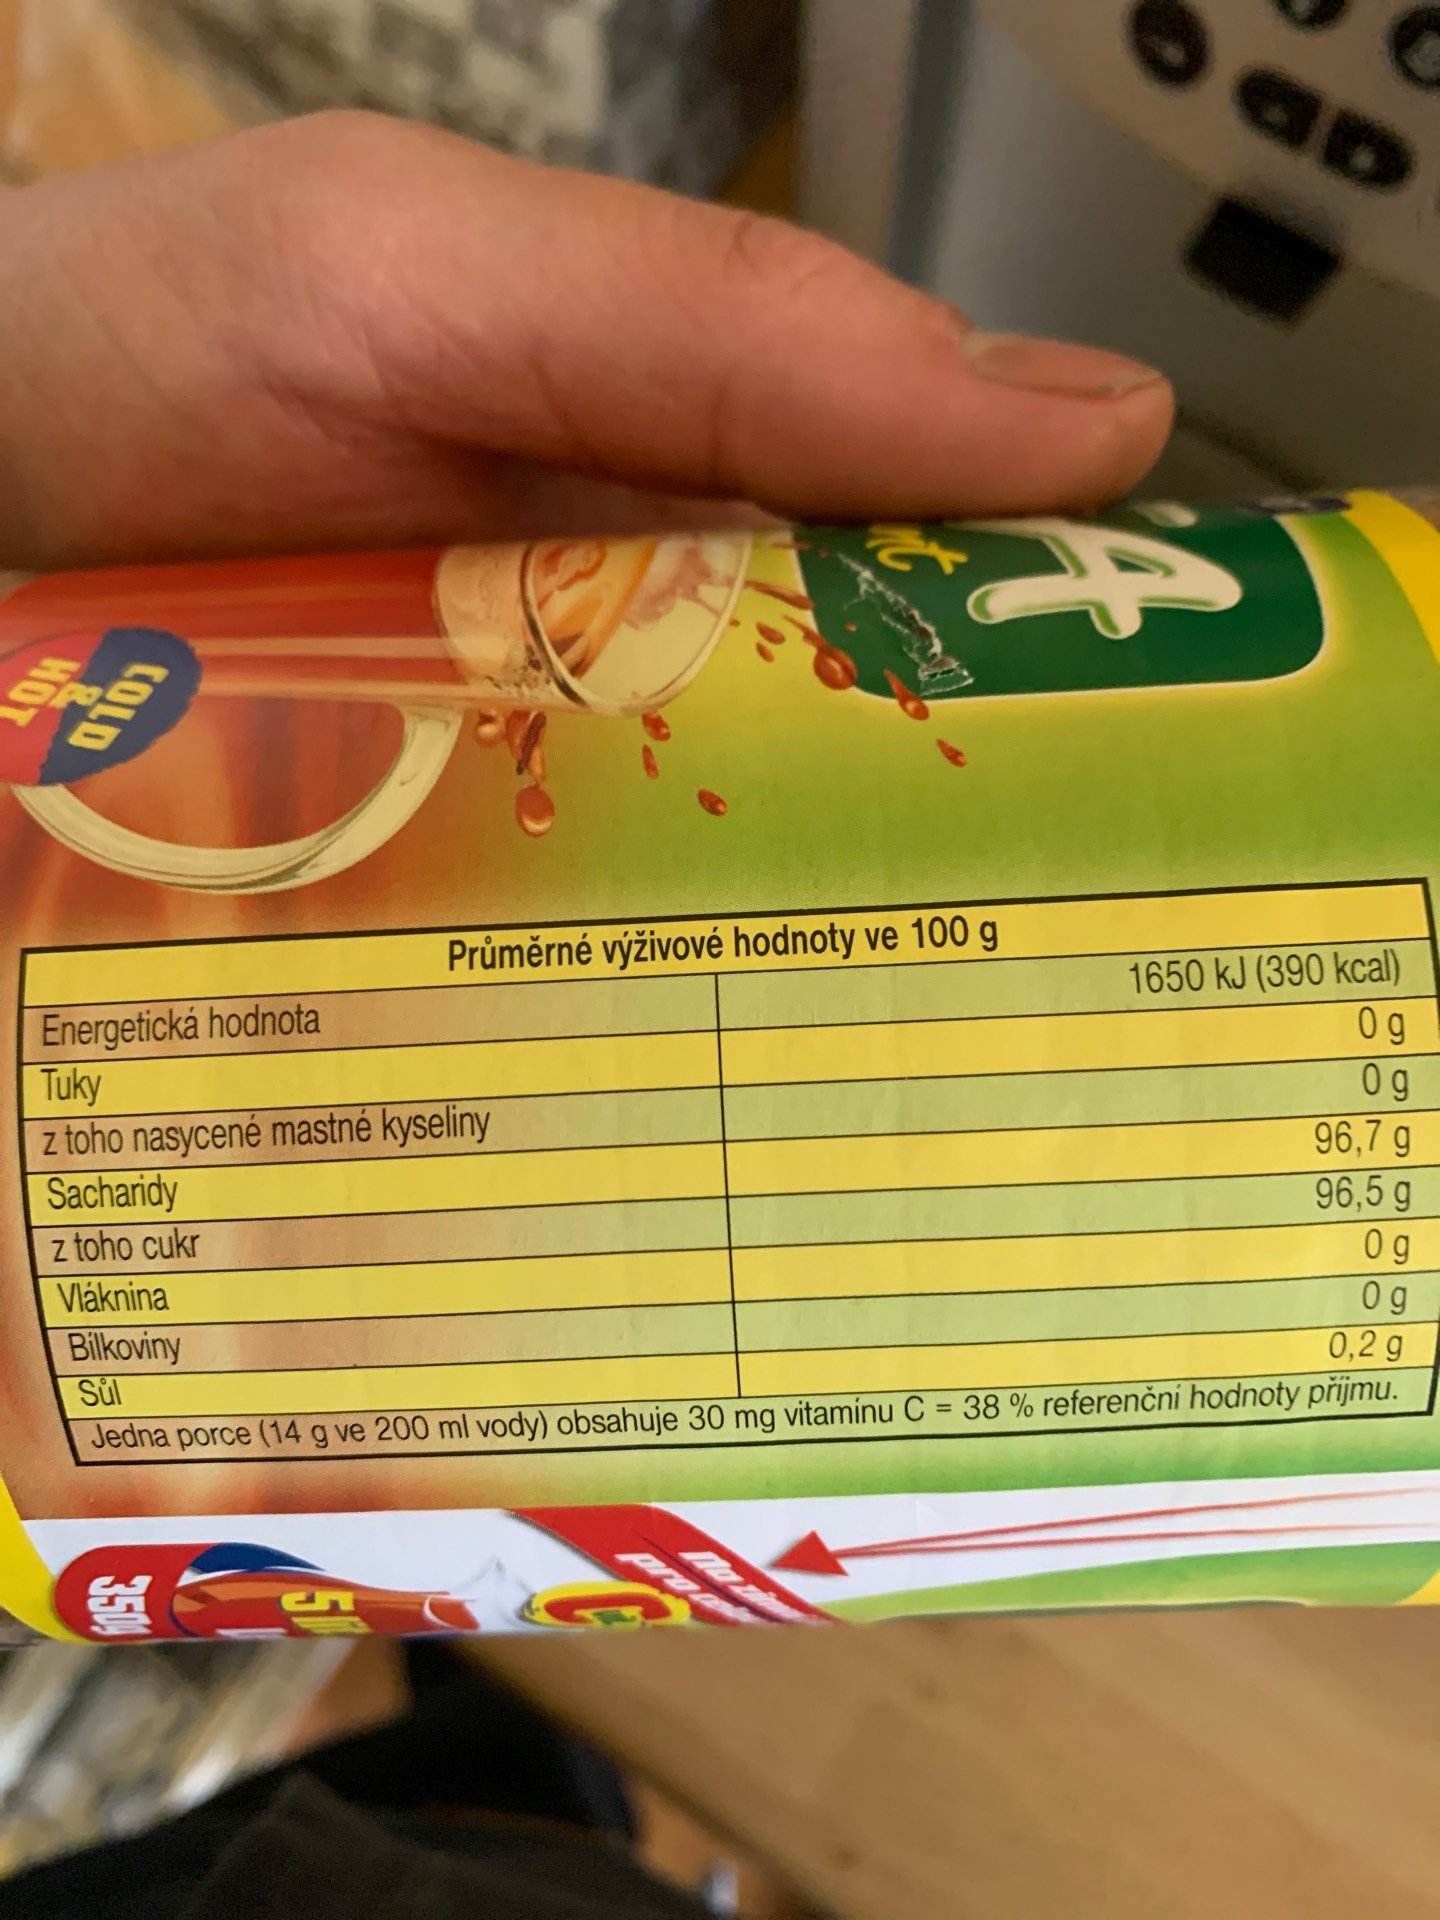 COLD
&
HOT
Průměrné výživové hodnoty ve 100 g
Energetická hodnota 1650 kJ (390 kcal)
Tuky 0 g
z toho nasycené mastné kyseliny 0 g
Sacharidy 96,7 g
z toho cukr 96,5 g
Vláknina 0 g
Bílkoviny 0 g
Sůl 0,2 g
Jedna porce (14 g ve 200 ml vody) obsahuje 30 mg vitamínu C = 38 % referenční hodnoty příjmu.
350g
5